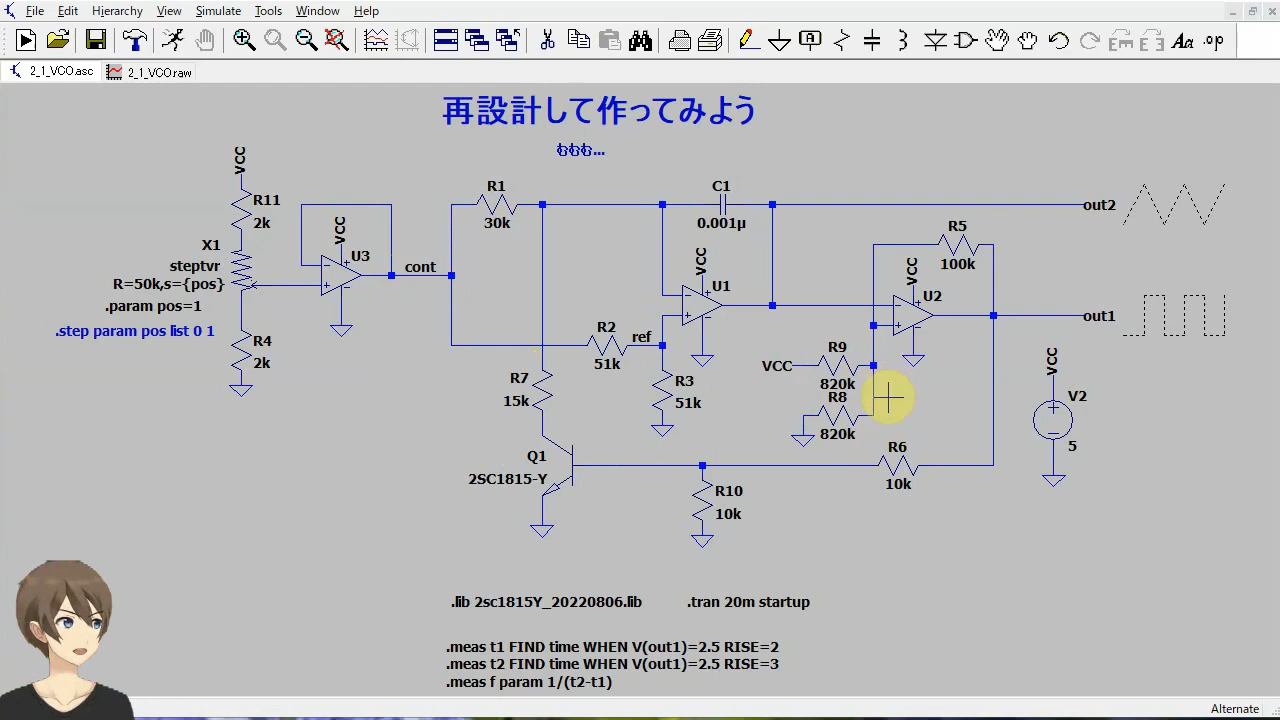 File Edit Hierarchy View Simulate Tools Window Help
Aa .op
2_1_VCO.asc 2_1_VCO.raw
再設計して作ってみよう
ももも...
VCC
R11
2k
X1
steptvr
R=50k,s={pos}
.param pos=1
.step param pos list 0 1
R4
2k
VCC
U3
cont
R1
30k
C1
0.001µ
out2
VCC
U1
R2
51k
ref
R3
51k
R5
100k
VCC
U2
out1
VCC
R9
820k
R8
820k
VCC
V2
5
R7
15k
Q1
2SC1815-Y
R10
10k
R6
10k
.lib 2sc1815Y_20220806.lib .tran 20m startup
.meas t1 FIND time WHEN V(out1)=2.5 RISE=2
.meas t2 FIND time WHEN V(out1)=2.5 RISE=3
.meas f param 1/(t2-t1)
Alternate